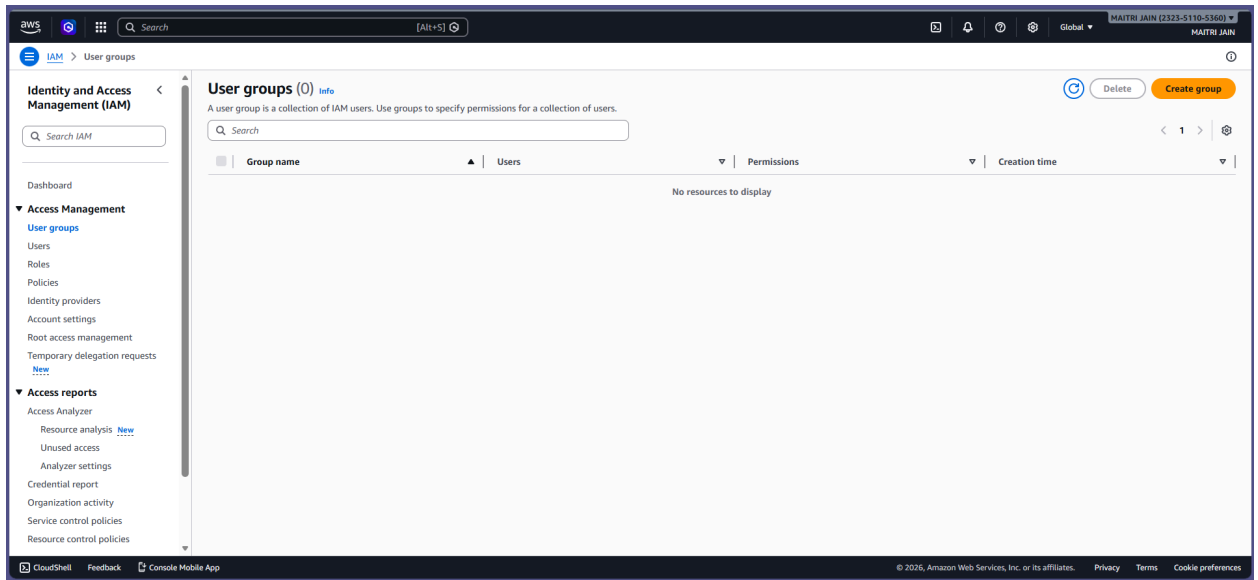 aws
Search [Alt+S]
Global ▼
MAITRI JAIN (2323-5110-5360) ▼
MAITRI JAIN
IAM > User groups
Identity and Access Management (IAM)
Search IAM
Dashboard
Access Management
User groups
Users
Roles
Policies
Identity providers
Account settings
Root access management
Temporary delegation requests
New
Access reports
Access Analyzer
Resource analysis New
Unused access
Analyzer settings
Credential report
Organization activity
Service control policies
Resource control policies
User groups (0) Info
Delete
Create group
A user group is a collection of IAM users. Use groups to specify permissions for a collection of users.
Search
< 1 >
Group name Users Permissions Creation time
No resources to display
CloudShell Feedback Console Mobile App © 2026, Amazon Web Services, Inc. or its affiliates. Privacy Terms Cookie preferences